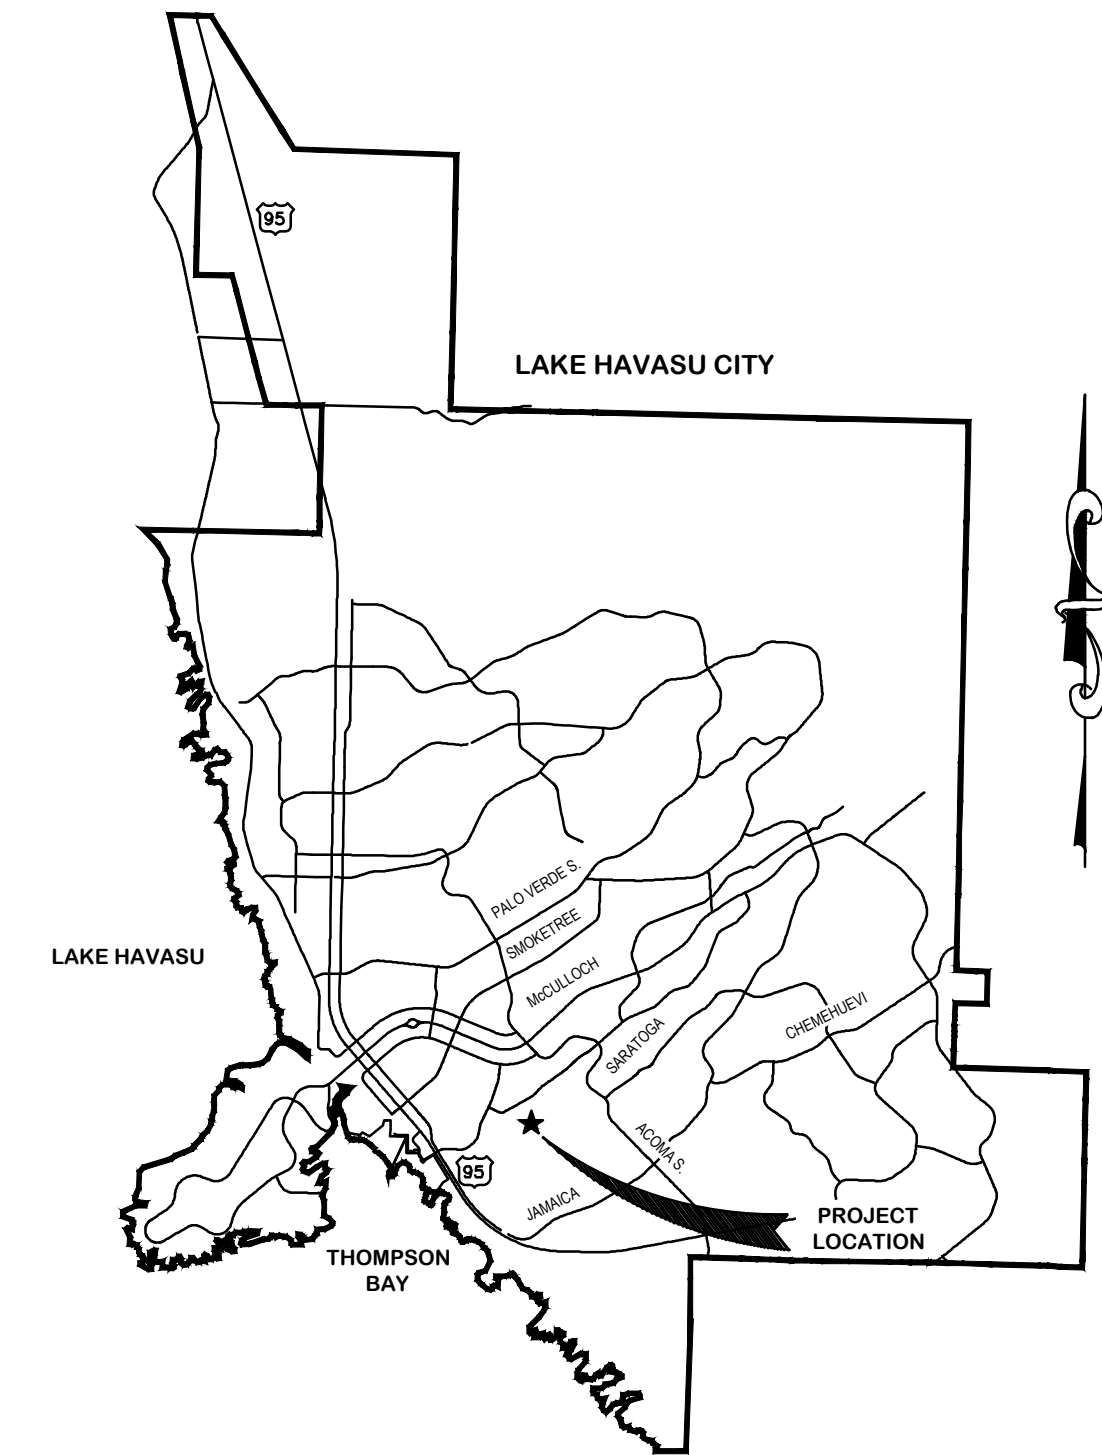 95
LAKE HAVASU CITY
PALO VERDE S.
SMOKETREE
McCULLOCH
LAKE HAVASU
CHEMEHUEVI
SARATOGA
ACOMA S.
95
JAMAICA
PROJECT
LOCATION
THOMPSON
BAY